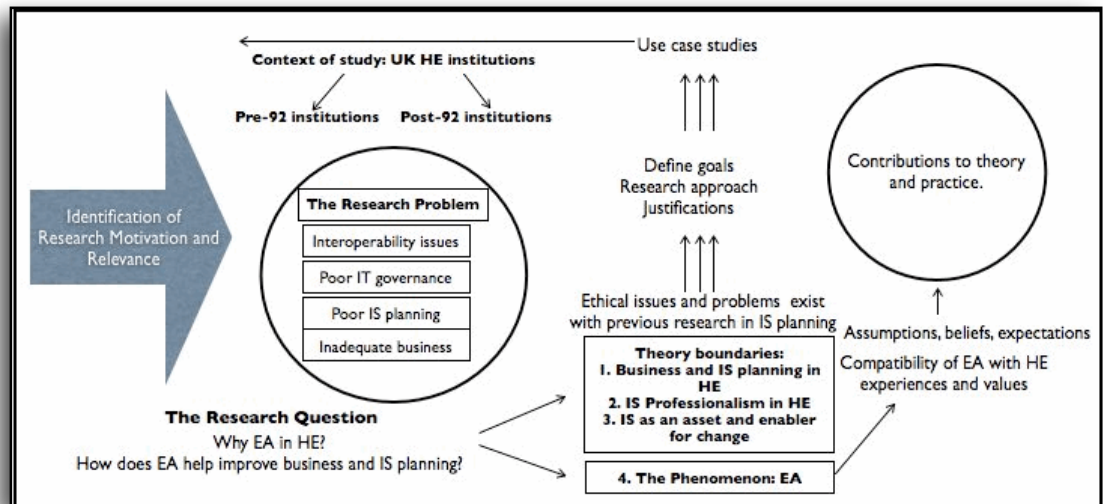 Use case studies
Context of study: UK HE institutions
Pre-92 institutions
Post-92 institutions
Identification of
Research Motivation and
Relevance
The Research Problem
Interoperability issues
Poor IT governance
Poor IS planning
Inadequate business
The Research Question
Why EA in HE?
How does EA help improve business and IS planning?
Define goals
Research approach
Justifications
Ethical issues and problems exist
with previous research in IS planning
Theory boundaries:
1. Business and IS planning in
HE
2. IS Professionalism in HE
3. IS as an asset and enabler
for change
4. The Phenomenon: EA
Contributions to theory
and practice.
Assumptions, beliefs, expectations
Compatibility of EA with HE
experiences and values